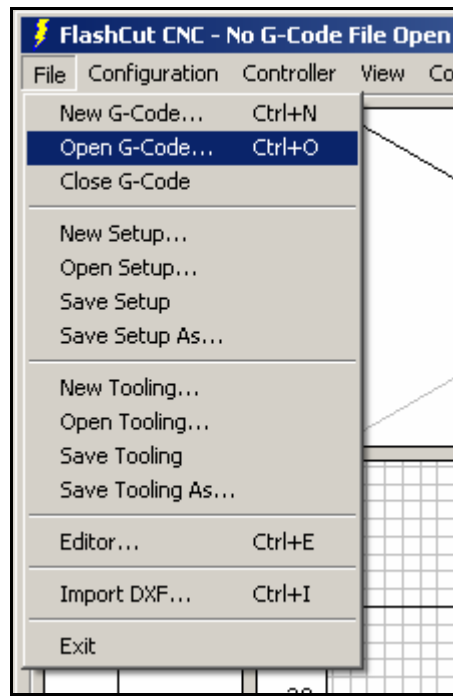 FlashCut CNC - No G-Code File Open
File Configuration Controller View Co
New G-Code... Ctrl+N
Open G-Code... Ctrl+O
Close G-Code
New Setup...
Open Setup...
Save Setup
Save Setup As...
New Tooling...
Open Tooling...
Save Tooling
Save Tooling As...
Editor... Ctrl+E
Import DXF... Ctrl+I
Exit